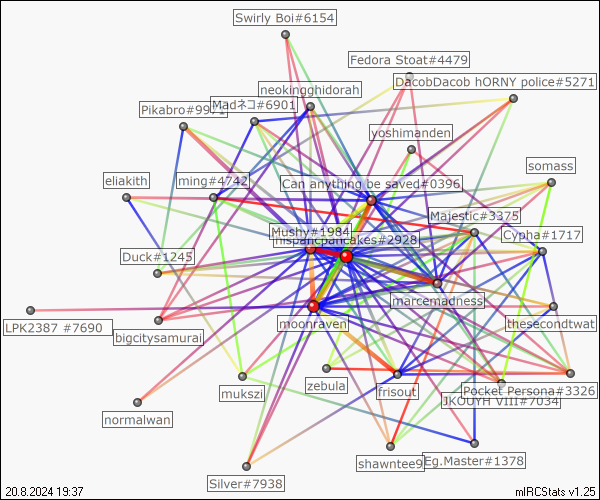 Swirly Boi#6154
Fedora Stoat#4479
DacobDacob hORNY police#5271
neokingghidorah
Madネコ#6901
Pikabro#9971
yoshimanden
somass
eliakith
ming#4742
Can anything be saved#0396
Majestic#3375
Mushy#1984
Cypha#1717
hispancpancakes#2928
Duck#1245
marcemadness
LPK2387 #7690
moonraven
thesecondtwat
bigcitysamurai
zebula
frisout
mukszi
Pocket Persona#3326
JKOUYH VIII#7034
normalwan
shawntee9
Eg.Master#1378
Silver#7938
20.8.2024 19:37
mIRCStats v1.25